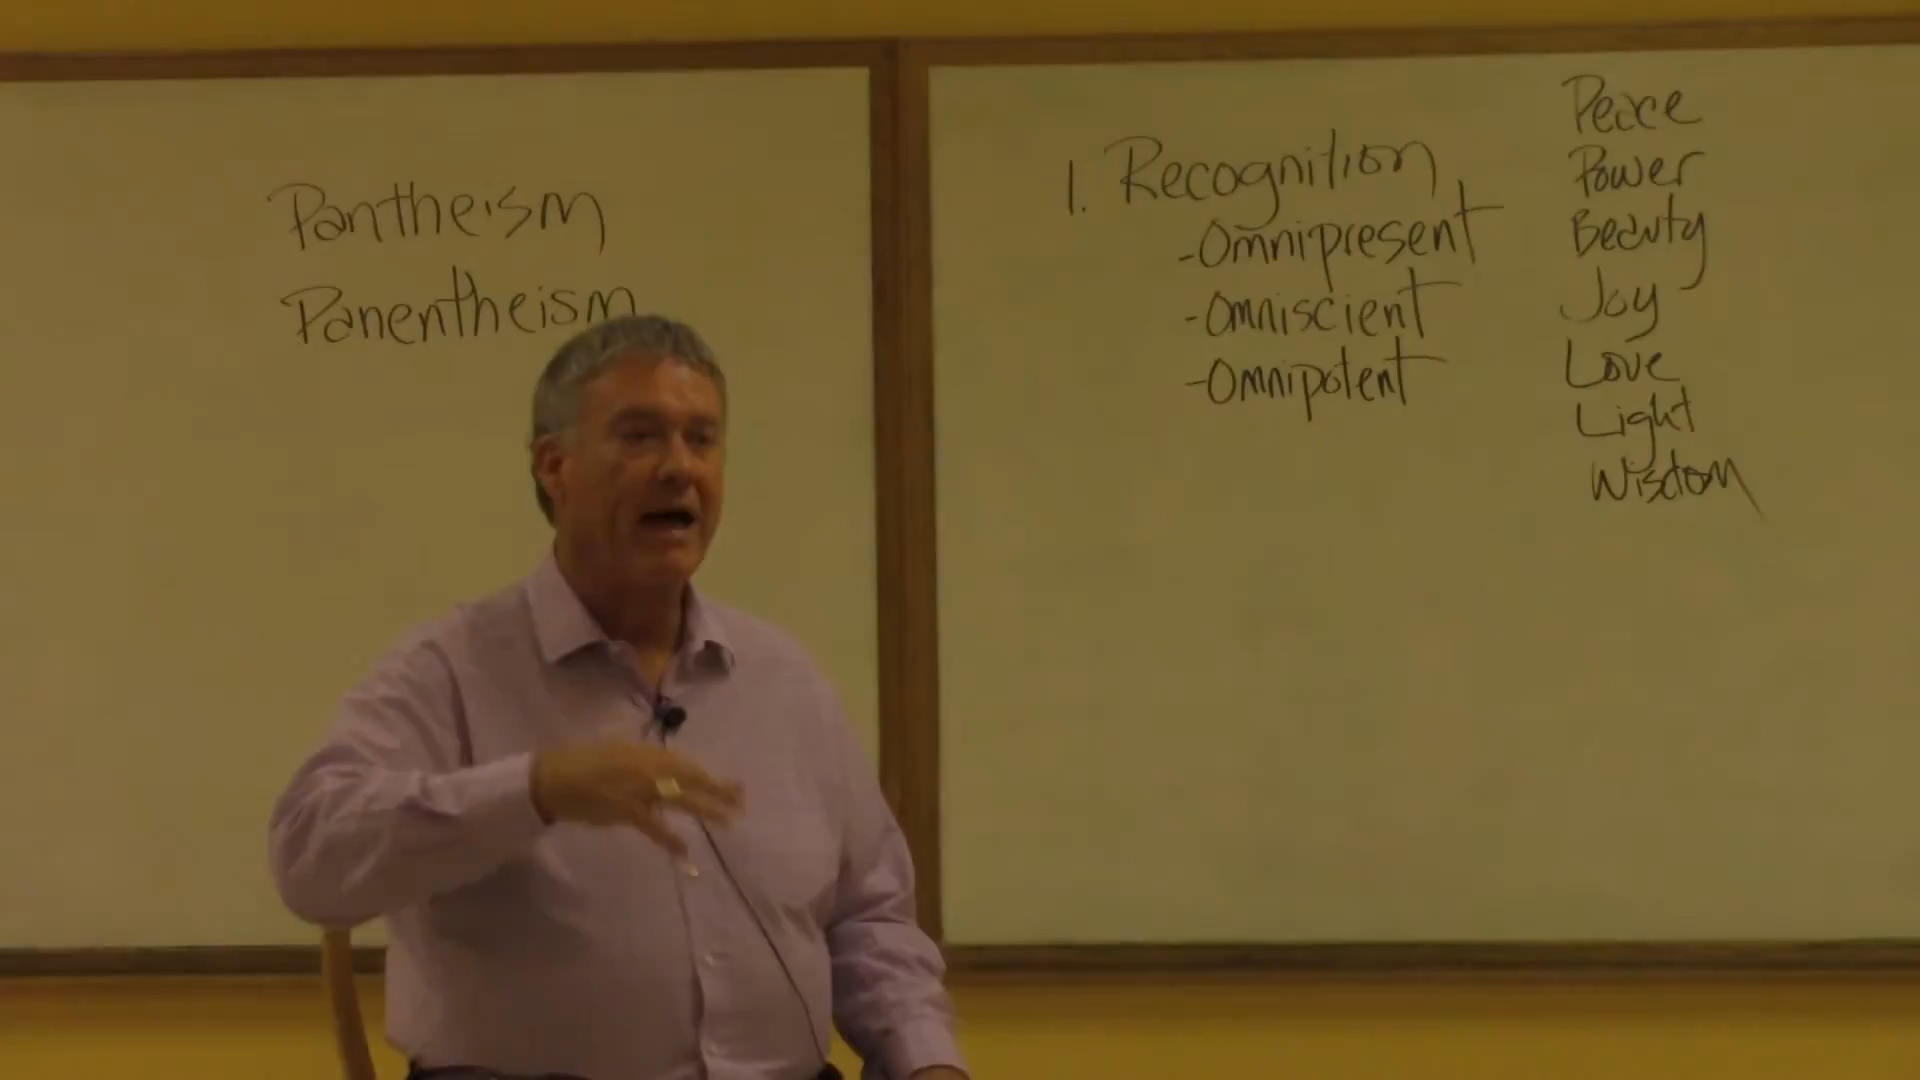 Pantheism
Panentheism
1. Recognition
-Omnipresent
-Omniscient
-Omnipotent
Peace
Power
Beauty
Joy
Love
Light
Wisdom